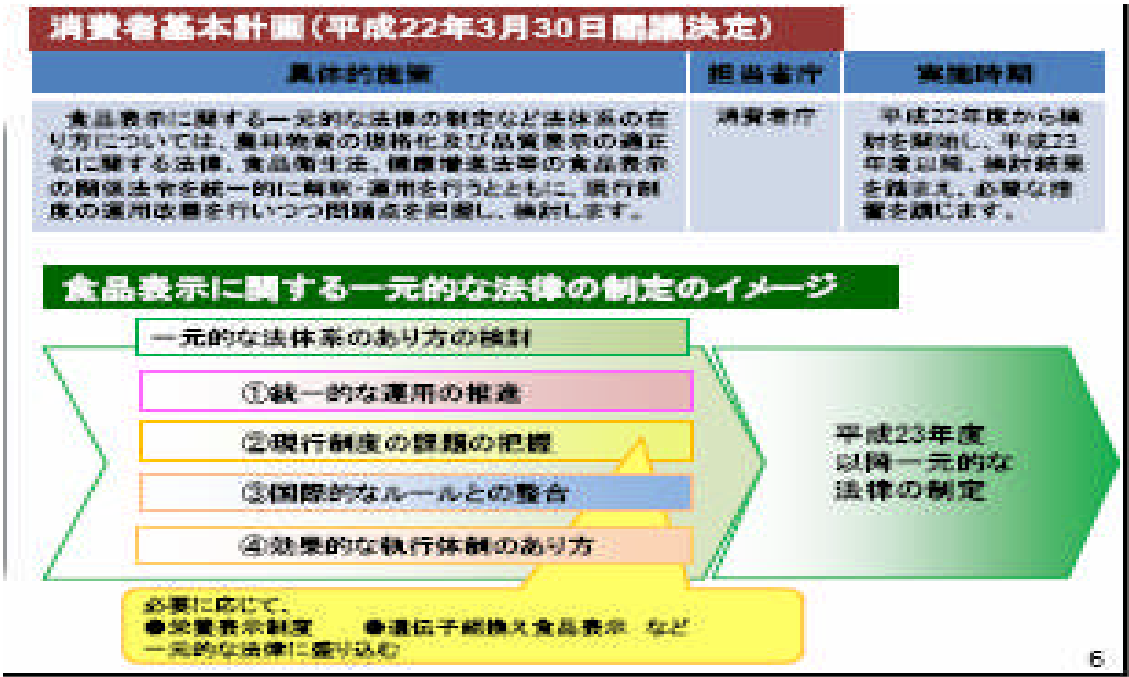 消費者基本計画(平成22年3月30日閣議決定)
具体的施策
担当省庁
実施時期
食品表示に関する一元的な法律の制定など法体系の在
り方については、農林物資の規格化及び品質表示の適正
化に関する法律、食品衛生法、健康増進法等の食品表示
の関係法令を統一的に解釈・運用を行うとともに、現行制
度の運用改善を行いつつ問題点を把握し、検討します。
消費者庁
平成22年度から検
討を開始し、平成23
年度以降、検討結果
を踏まえ、必要な措
置を講じます。
食品表示に関する一元的な法律の制定のイメージ
一元的な法体系のあり方の検討
①統一的な運用の推進
②現行制度の課題の把握
③国際的なルールとの整合
④効果的な執行体制のあり方
平成23年度
以降一元的な
法律の制定
必要に応じて、
●栄養表示制度 ●遺伝子組換え食品表示 など
一元的な法律に盛り込む
6